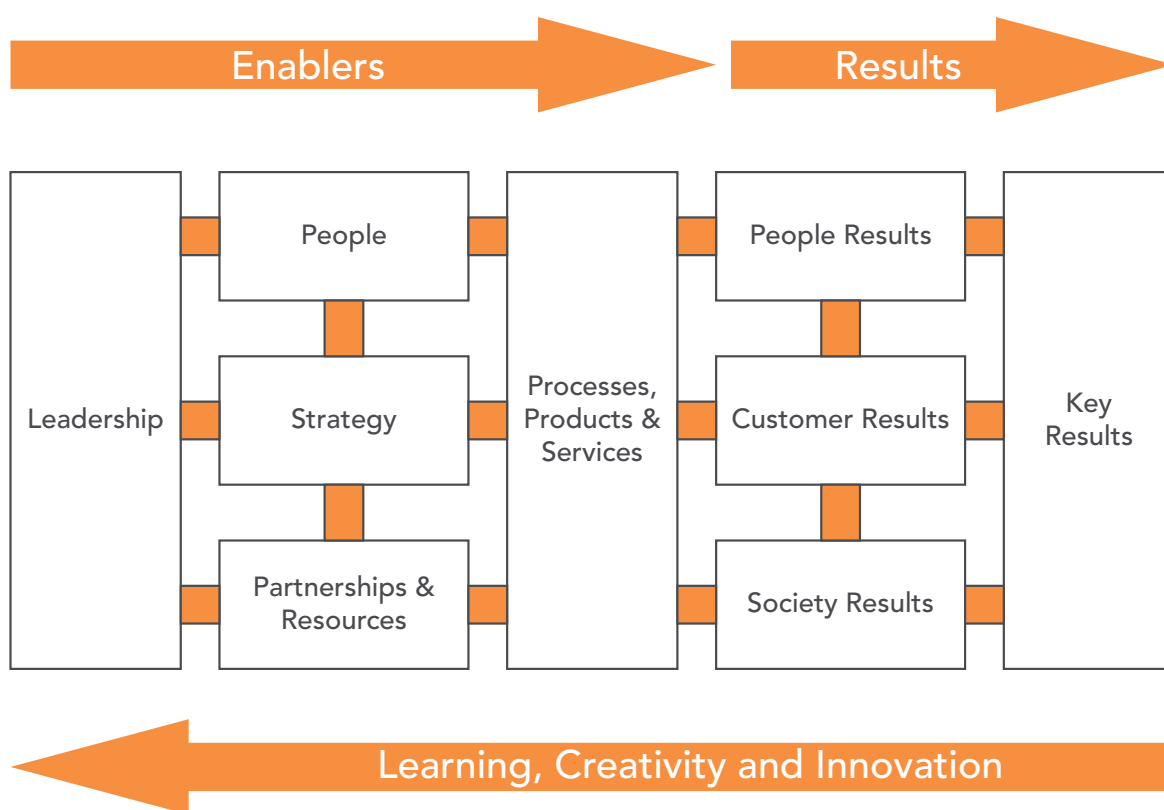 Enablers
Results
People
People Results
Leadership
Strategy
Processes,
Products &
Services
Customer Results
Key
Results
Partnerships &
Resources
Society Results
Learning, Creativity and Innovation